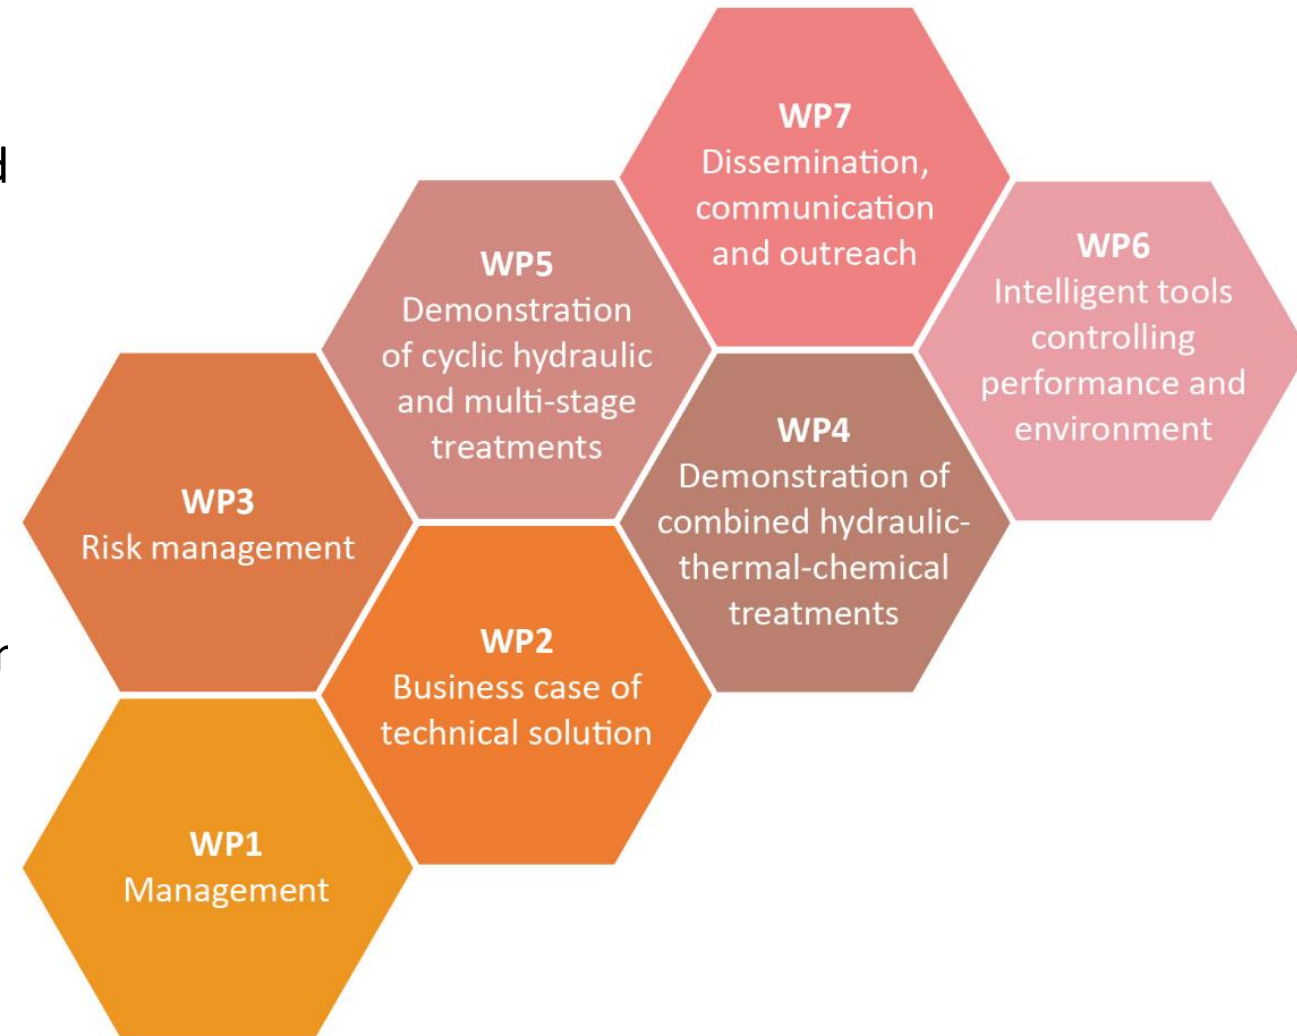 WP7
Dissemination,
communication
and outreach
WP6
Intelligent tools
controlling
performance and
environment
WP5
Demonstration
of cyclic hydraulic
and multi-stage
treatments
WP4
Demonstration of
combined hydraulic-
thermal-chemical
treatments
WP3
Risk management
WP2
Business case of
technical solution
WP1
Management